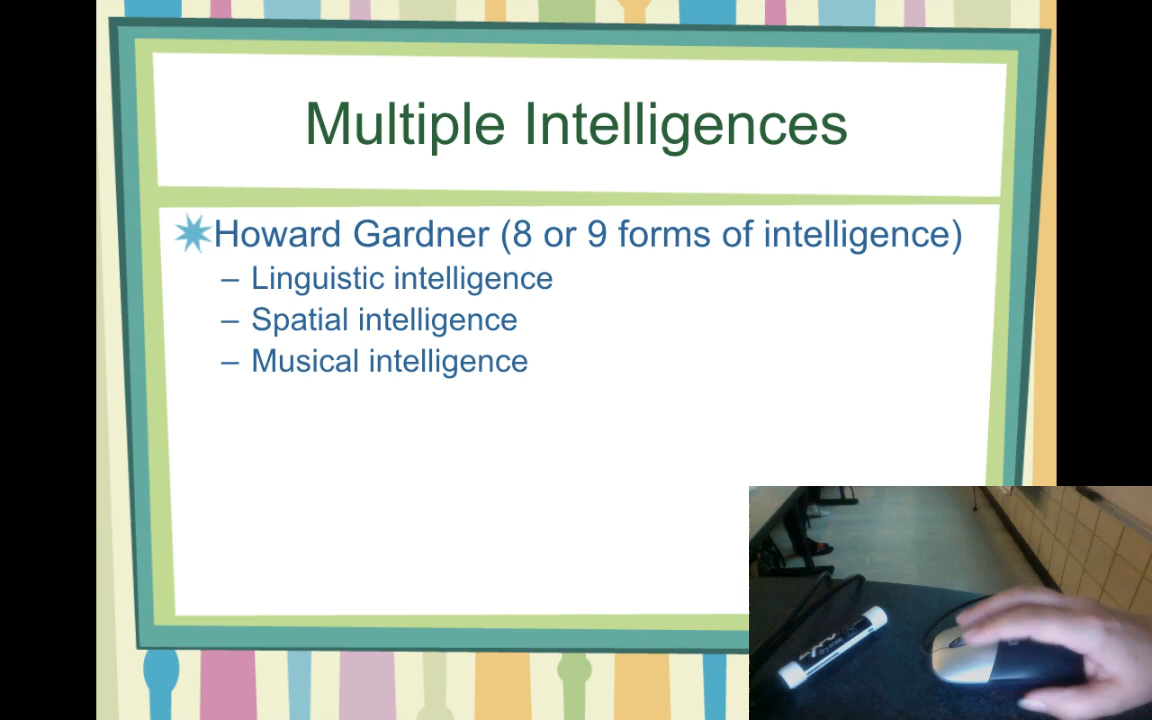 Multiple Intelligences
Howard Gardner (8 or 9 forms of intelligence)
– Linguistic intelligence
– Spatial intelligence
– Musical intelligence